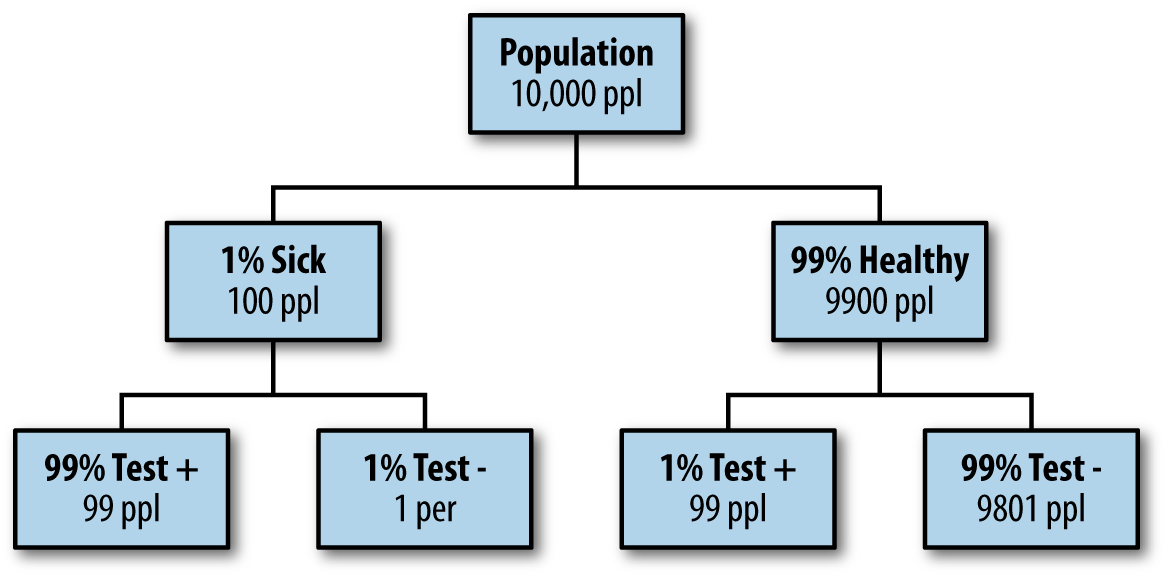 Population
10,000 ppl
1% Sick
100 ppl
99% Healthy
9900 ppl
99% Test +
99 ppl
1% Test -
1 per
1% Test +
99 ppl
99% Test -
9801 ppl